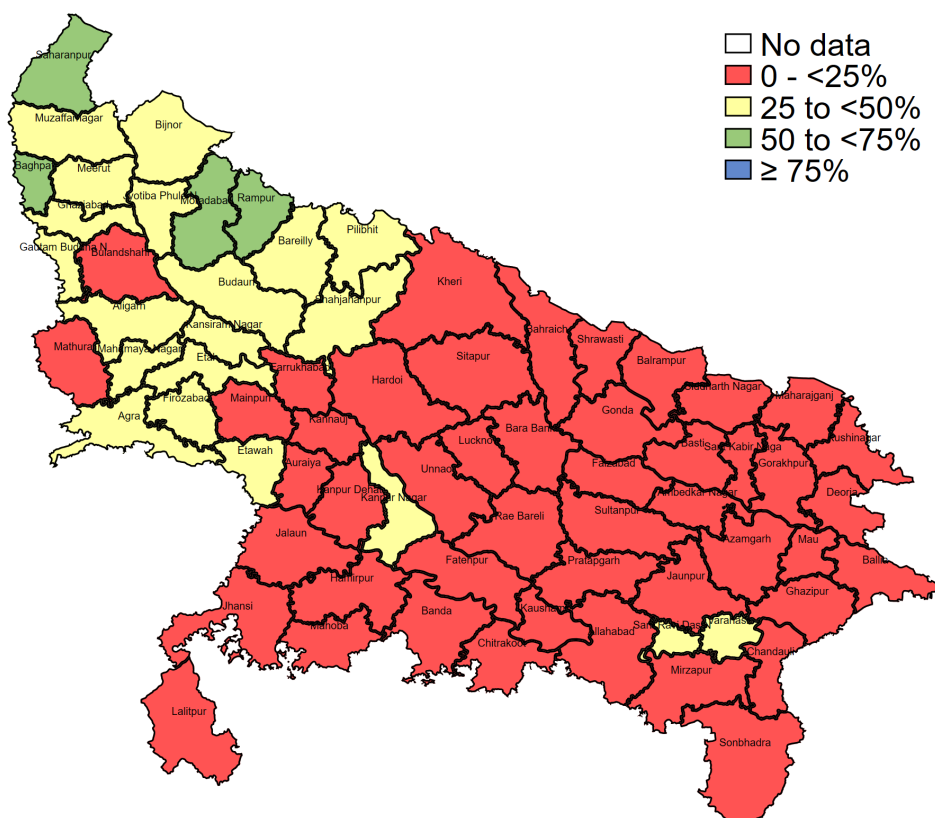 No data
0 - <25%
25 to <50%
50 to <75%
≥ 75%
Saharanpur
Muzaffarnagar
Bijnor
Baghpa
Meerut
Jyotiba Phule
Moradabad
Rampur
Ghaziabad
Gautam Buddha N
Bulandshahr
Bareilly
Pilibhit
Budaun
Shahjahanpur
Kheri
Aligarh
Kansiram Nagar
Mathura
Mahamaya Nagar
Etah
Farrukhabad
Hardoi
Sitapur
Bahraich
Shrawasti
Balrampur
Siddharth Nagar
Maharajganj
Agra
Firozabad
Mainpuri
Kannauj
Gonda
Kushinagar
Etawah
Auraiya
Lucknow
Bara Banki
Basti
Sant Kabir Naga
Gorakhpur
Unnao
Faizabad
Kanpur Dehat
Kanpur Nagar
Ambedkar Nagar
Deoria
Jalaun
Rae Bareli
Sultanpur
Azamgarh
Mau
Ballia
Fatehpur
Pratapgarh
Jaunpur
Ghazipur
Hamirpur
Jhansi
Mahoba
Banda
Chitrakoot
Kaushambi
Allahabad
Varanasi
Chandauli
Mirzapur
Lalitpur
Sonbhadra